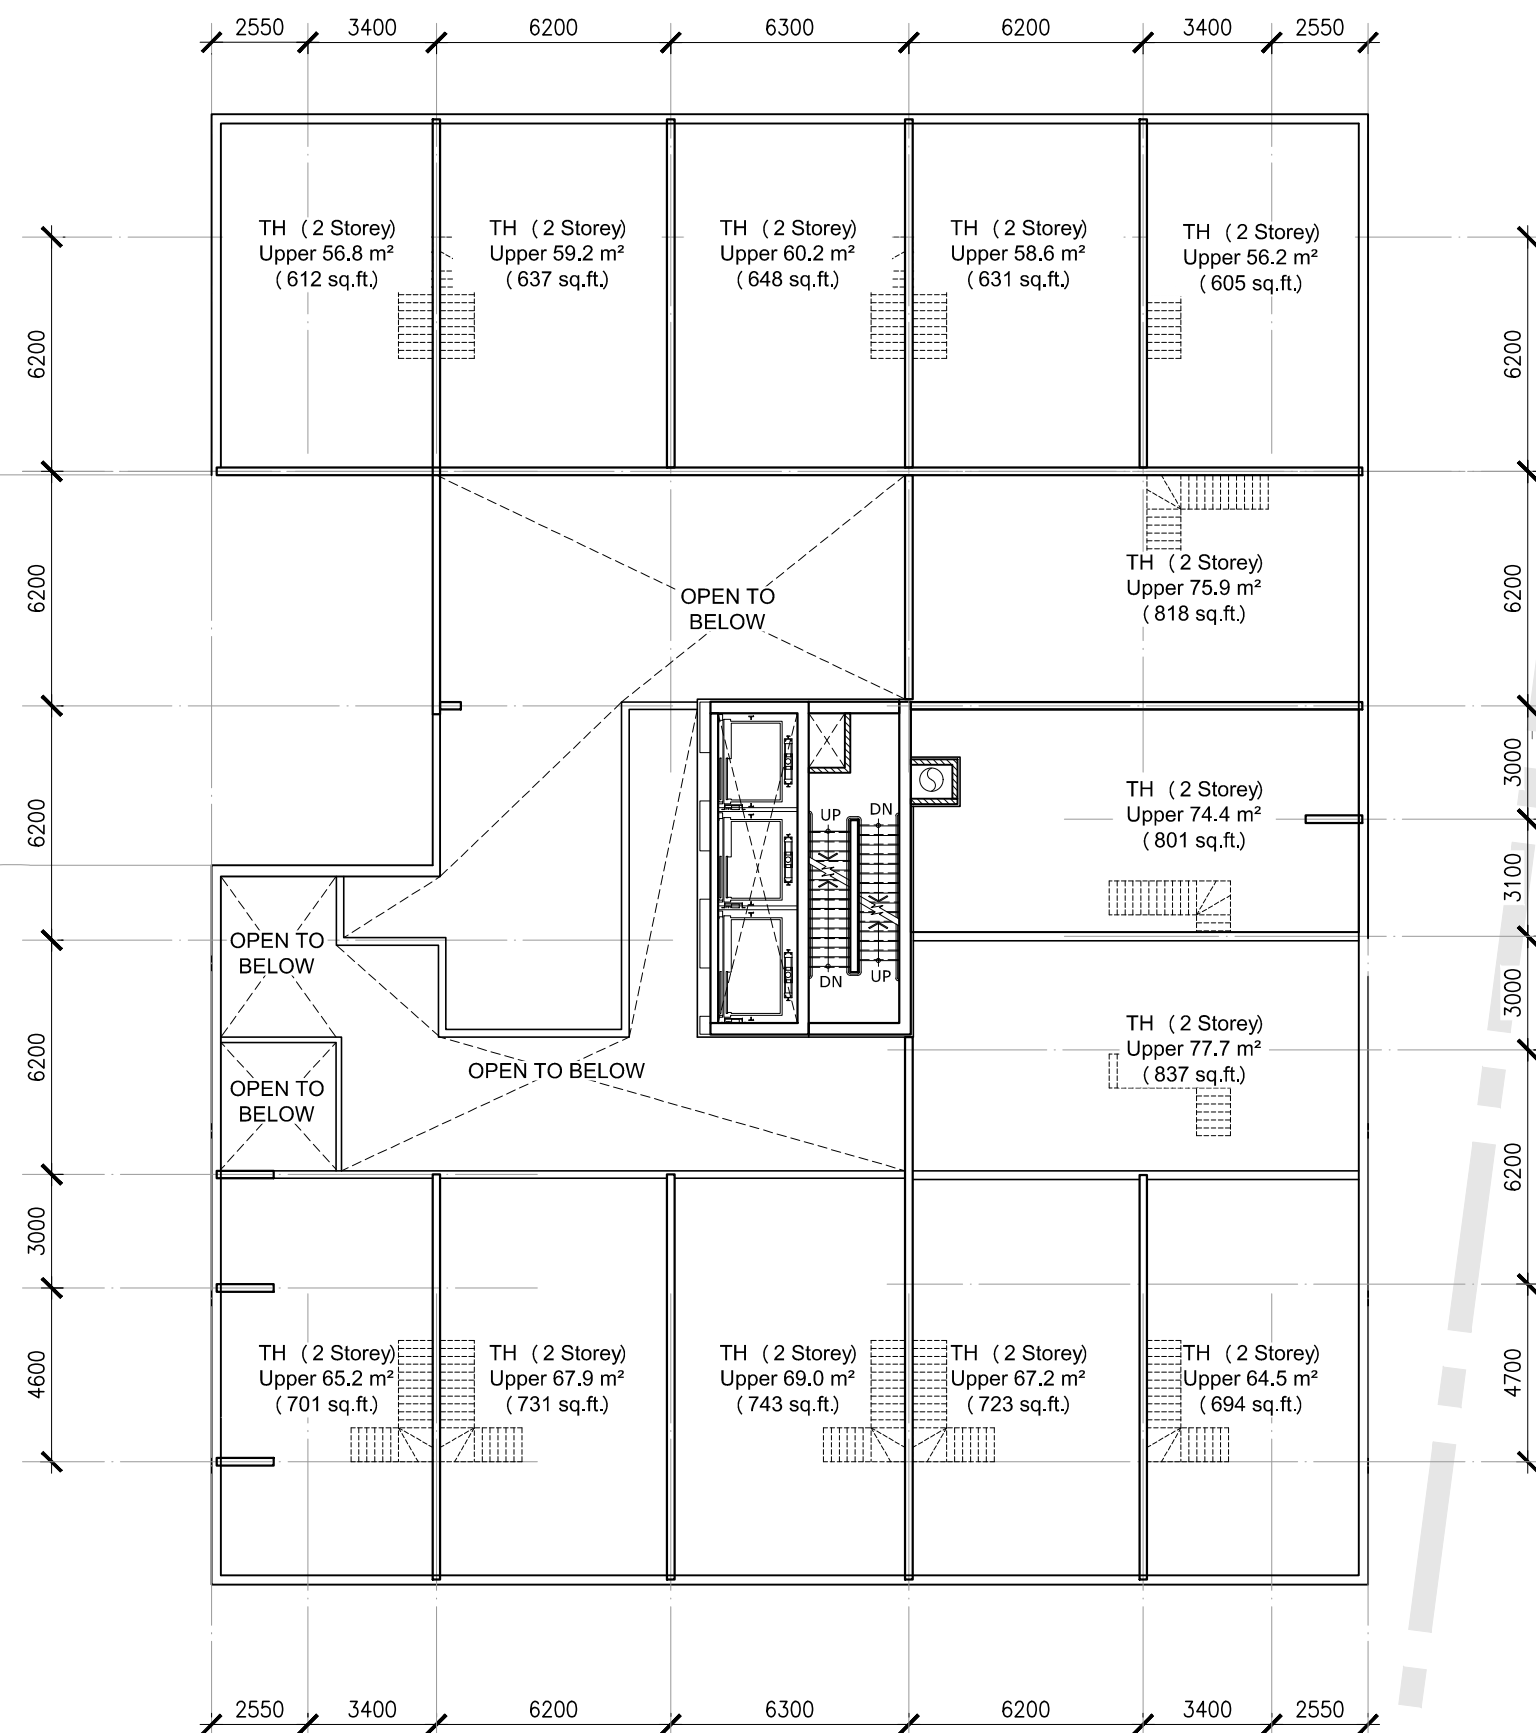 2550 3400 6200 6300 6200 3400 2550
TH ( 2 Storey)
Upper 56.8 m²
( 612 sq.ft.)
TH ( 2 Storey)
Upper 59.2 m²
( 637 sq.ft.)
TH ( 2 Storey)
Upper 60.2 m²
( 648 sq.ft.)
TH ( 2 Storey)
Upper 58.6 m²
( 631 sq.ft.)
TH ( 2 Storey)
Upper 56.2 m²
( 605 sq.ft.)
6200
6200
6200
6200
3000
4600
6200
6200
3000
3100
3000
6200
4700
OPEN TO
BELOW
TH ( 2 Storey)
Upper 75.9 m²
( 818 sq.ft.)
TH ( 2 Storey)
Upper 74.4 m²
( 801 sq.ft.)
UP
DN
DN
UP
OPEN TO
BELOW
TH ( 2 Storey)
Upper 77.7 m²
( 837 sq.ft.)
OPEN TO BELOW
OPEN TO
BELOW
TH ( 2 Storey)
Upper 65.2 m²
( 701 sq.ft.)
TH ( 2 Storey)
Upper 67.9 m²
( 731 sq.ft.)
TH ( 2 Storey)
Upper 69.0 m²
( 743 sq.ft.)
TH ( 2 Storey)
Upper 67.2 m²
( 723 sq.ft.)
TH ( 2 Storey)
Upper 64.5 m²
( 694 sq.ft.)
2550 3400 6200 6300 6200 3400 2550